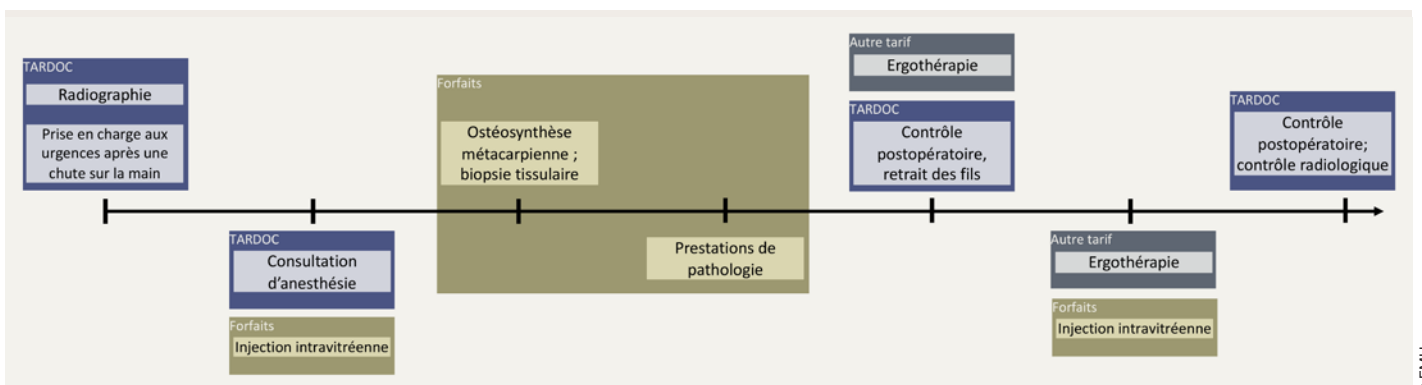 TARDOC
Radiographie
Prise en charge aux
urgences après une
chute sur la main
TARDOC
Consultation
d'anesthésie
Forfaits
Injection intravitréenne
Forfaits
Ostéosynthèse
métacarpienne ;
biopsie tissulaire
Prestations de
pathologie
Autre tarif
Ergothérapie
TARDOC
Contrôle
postopératoire,
retrait des fils
Autre tarif
Ergothérapie
Forfaits
Injection intravitréenne
TARDOC
Contrôle
postopératoire;
contrôle radiologique